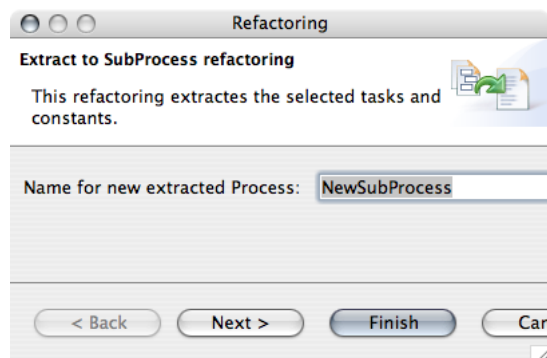 Refactoring
Extract to SubProcess refactoring
This refactoring extractes the selected tasks and
constants.
Name for new extracted Process: NewSubProcess
< Back Next > Finish